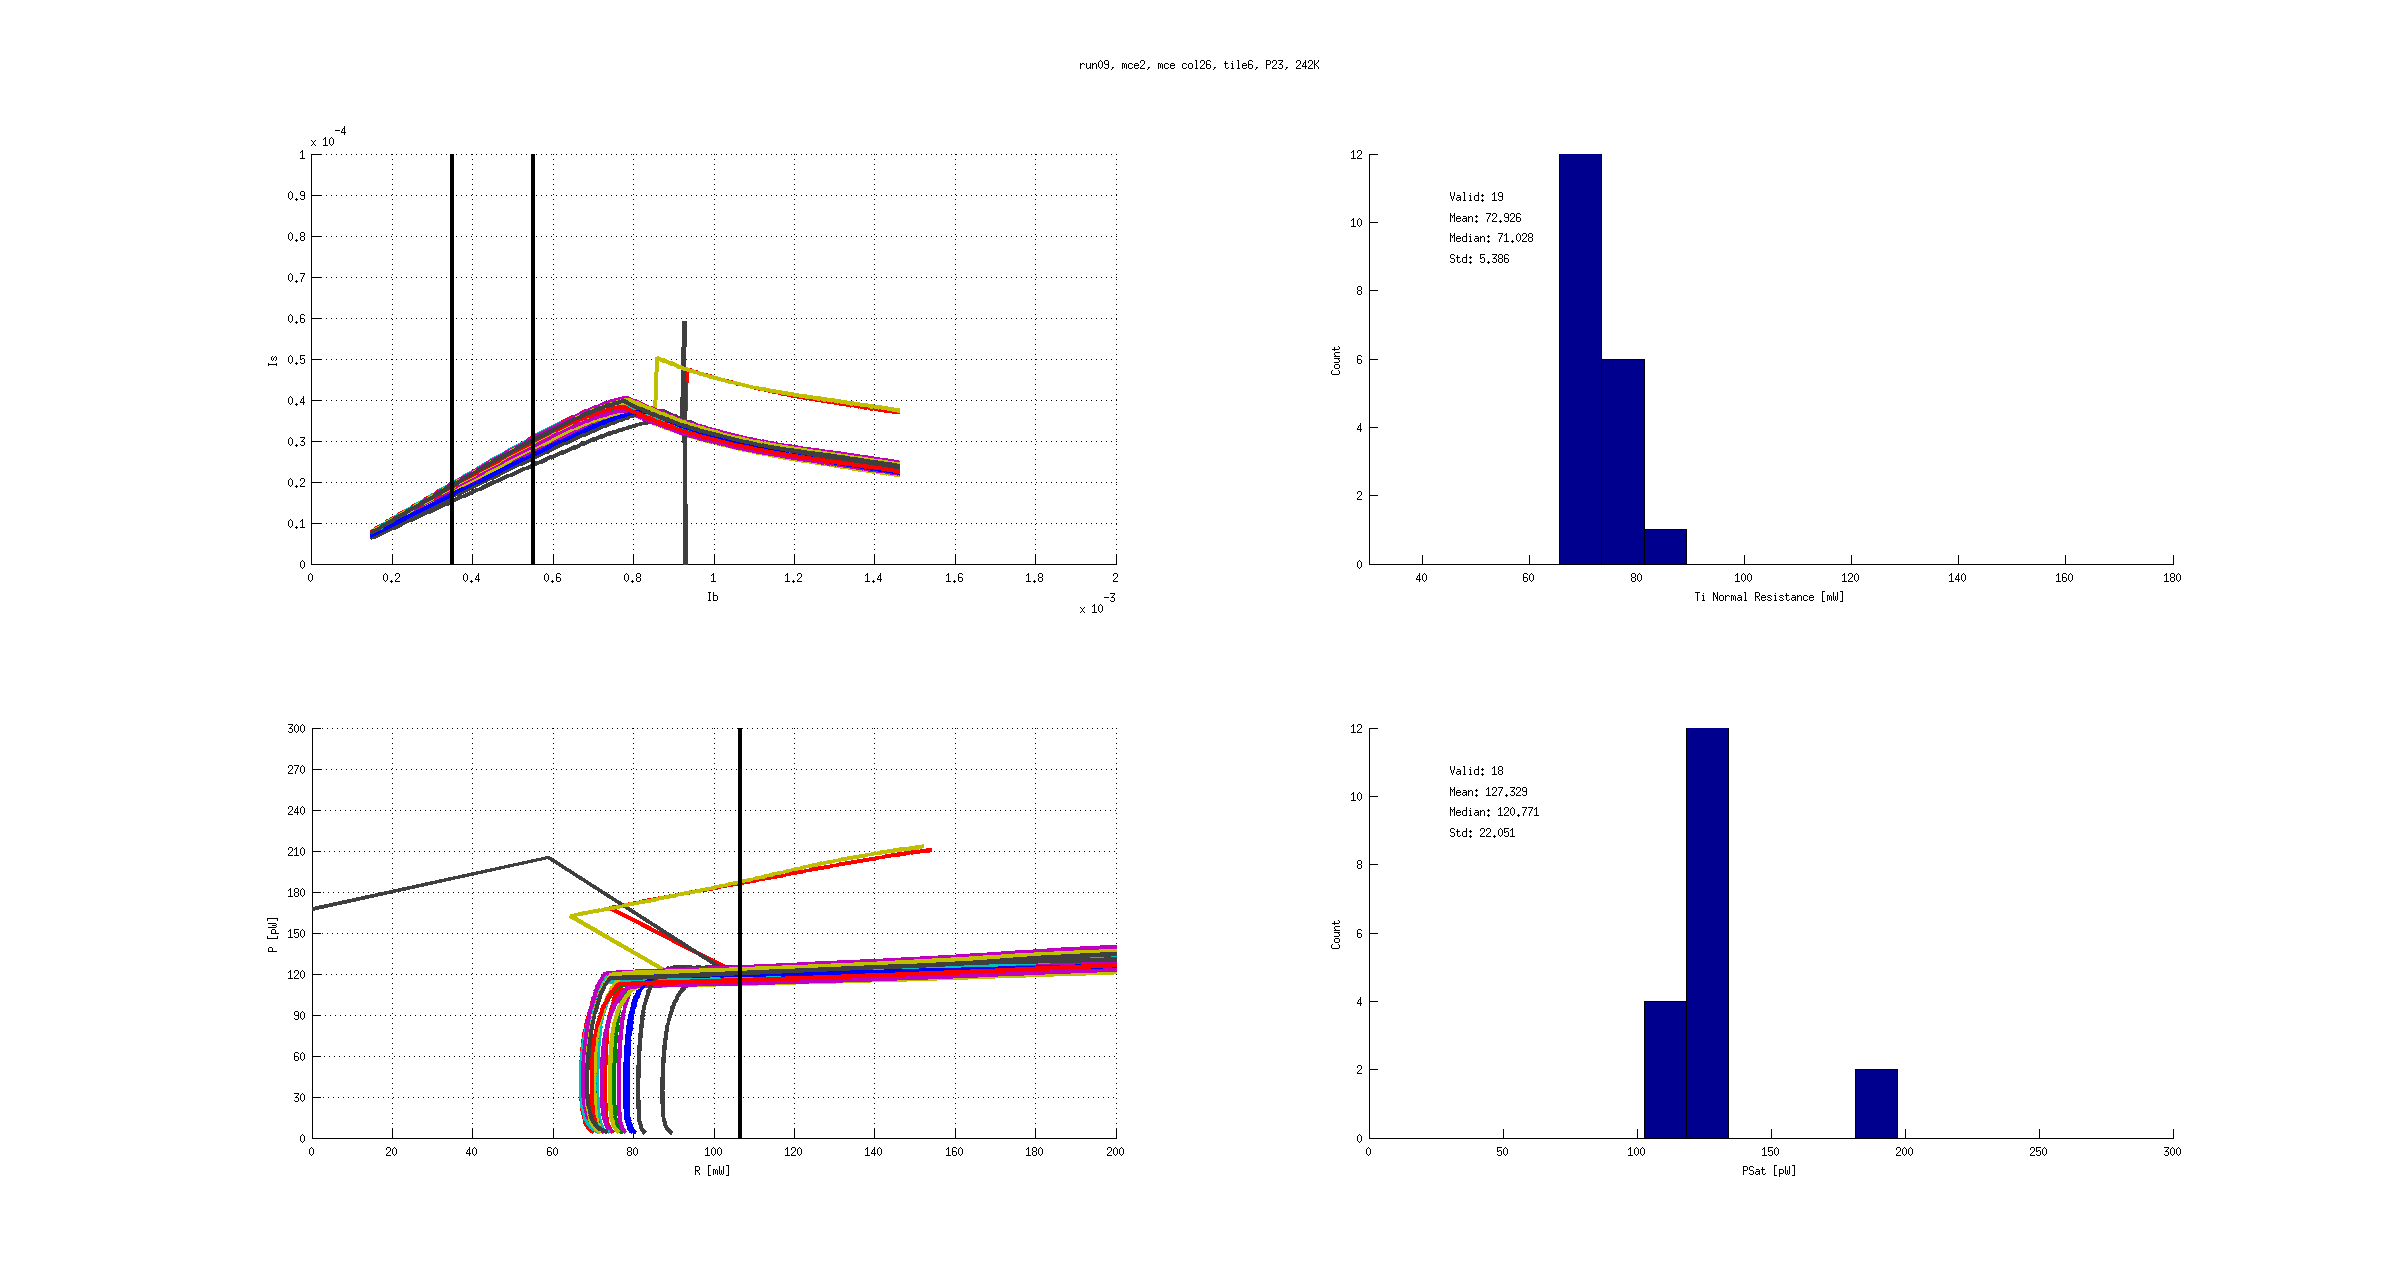 run09, mce2, mce col26, tile6, P23, 242K
x 10
-4
1
0.9
0.8
0.7
0.6
0.5
0.4
0.3
0.2
0.1
0
Is
0 0.2 0.4 0.6 0.8 1 1.2 1.4 1.6 1.8 2
Ib
x 10
-3
12
10
8
6
4
2
0
Count
Valid: 19
Mean: 72.926
Median: 71.028
Std: 5.386
40 60 80 100 120 140 160 180
Ti Normal Resistance [mW]
300
270
240
210
180
150
120
90
60
30
0
P [pW]
0 20 40 60 80 100 120 140 160 180 200
R [mW]
12
10
8
6
4
2
0
Count
Valid: 18
Mean: 127.329
Median: 120.771
Std: 22.051
0 50 100 150 200 250 300
PSat [pW]